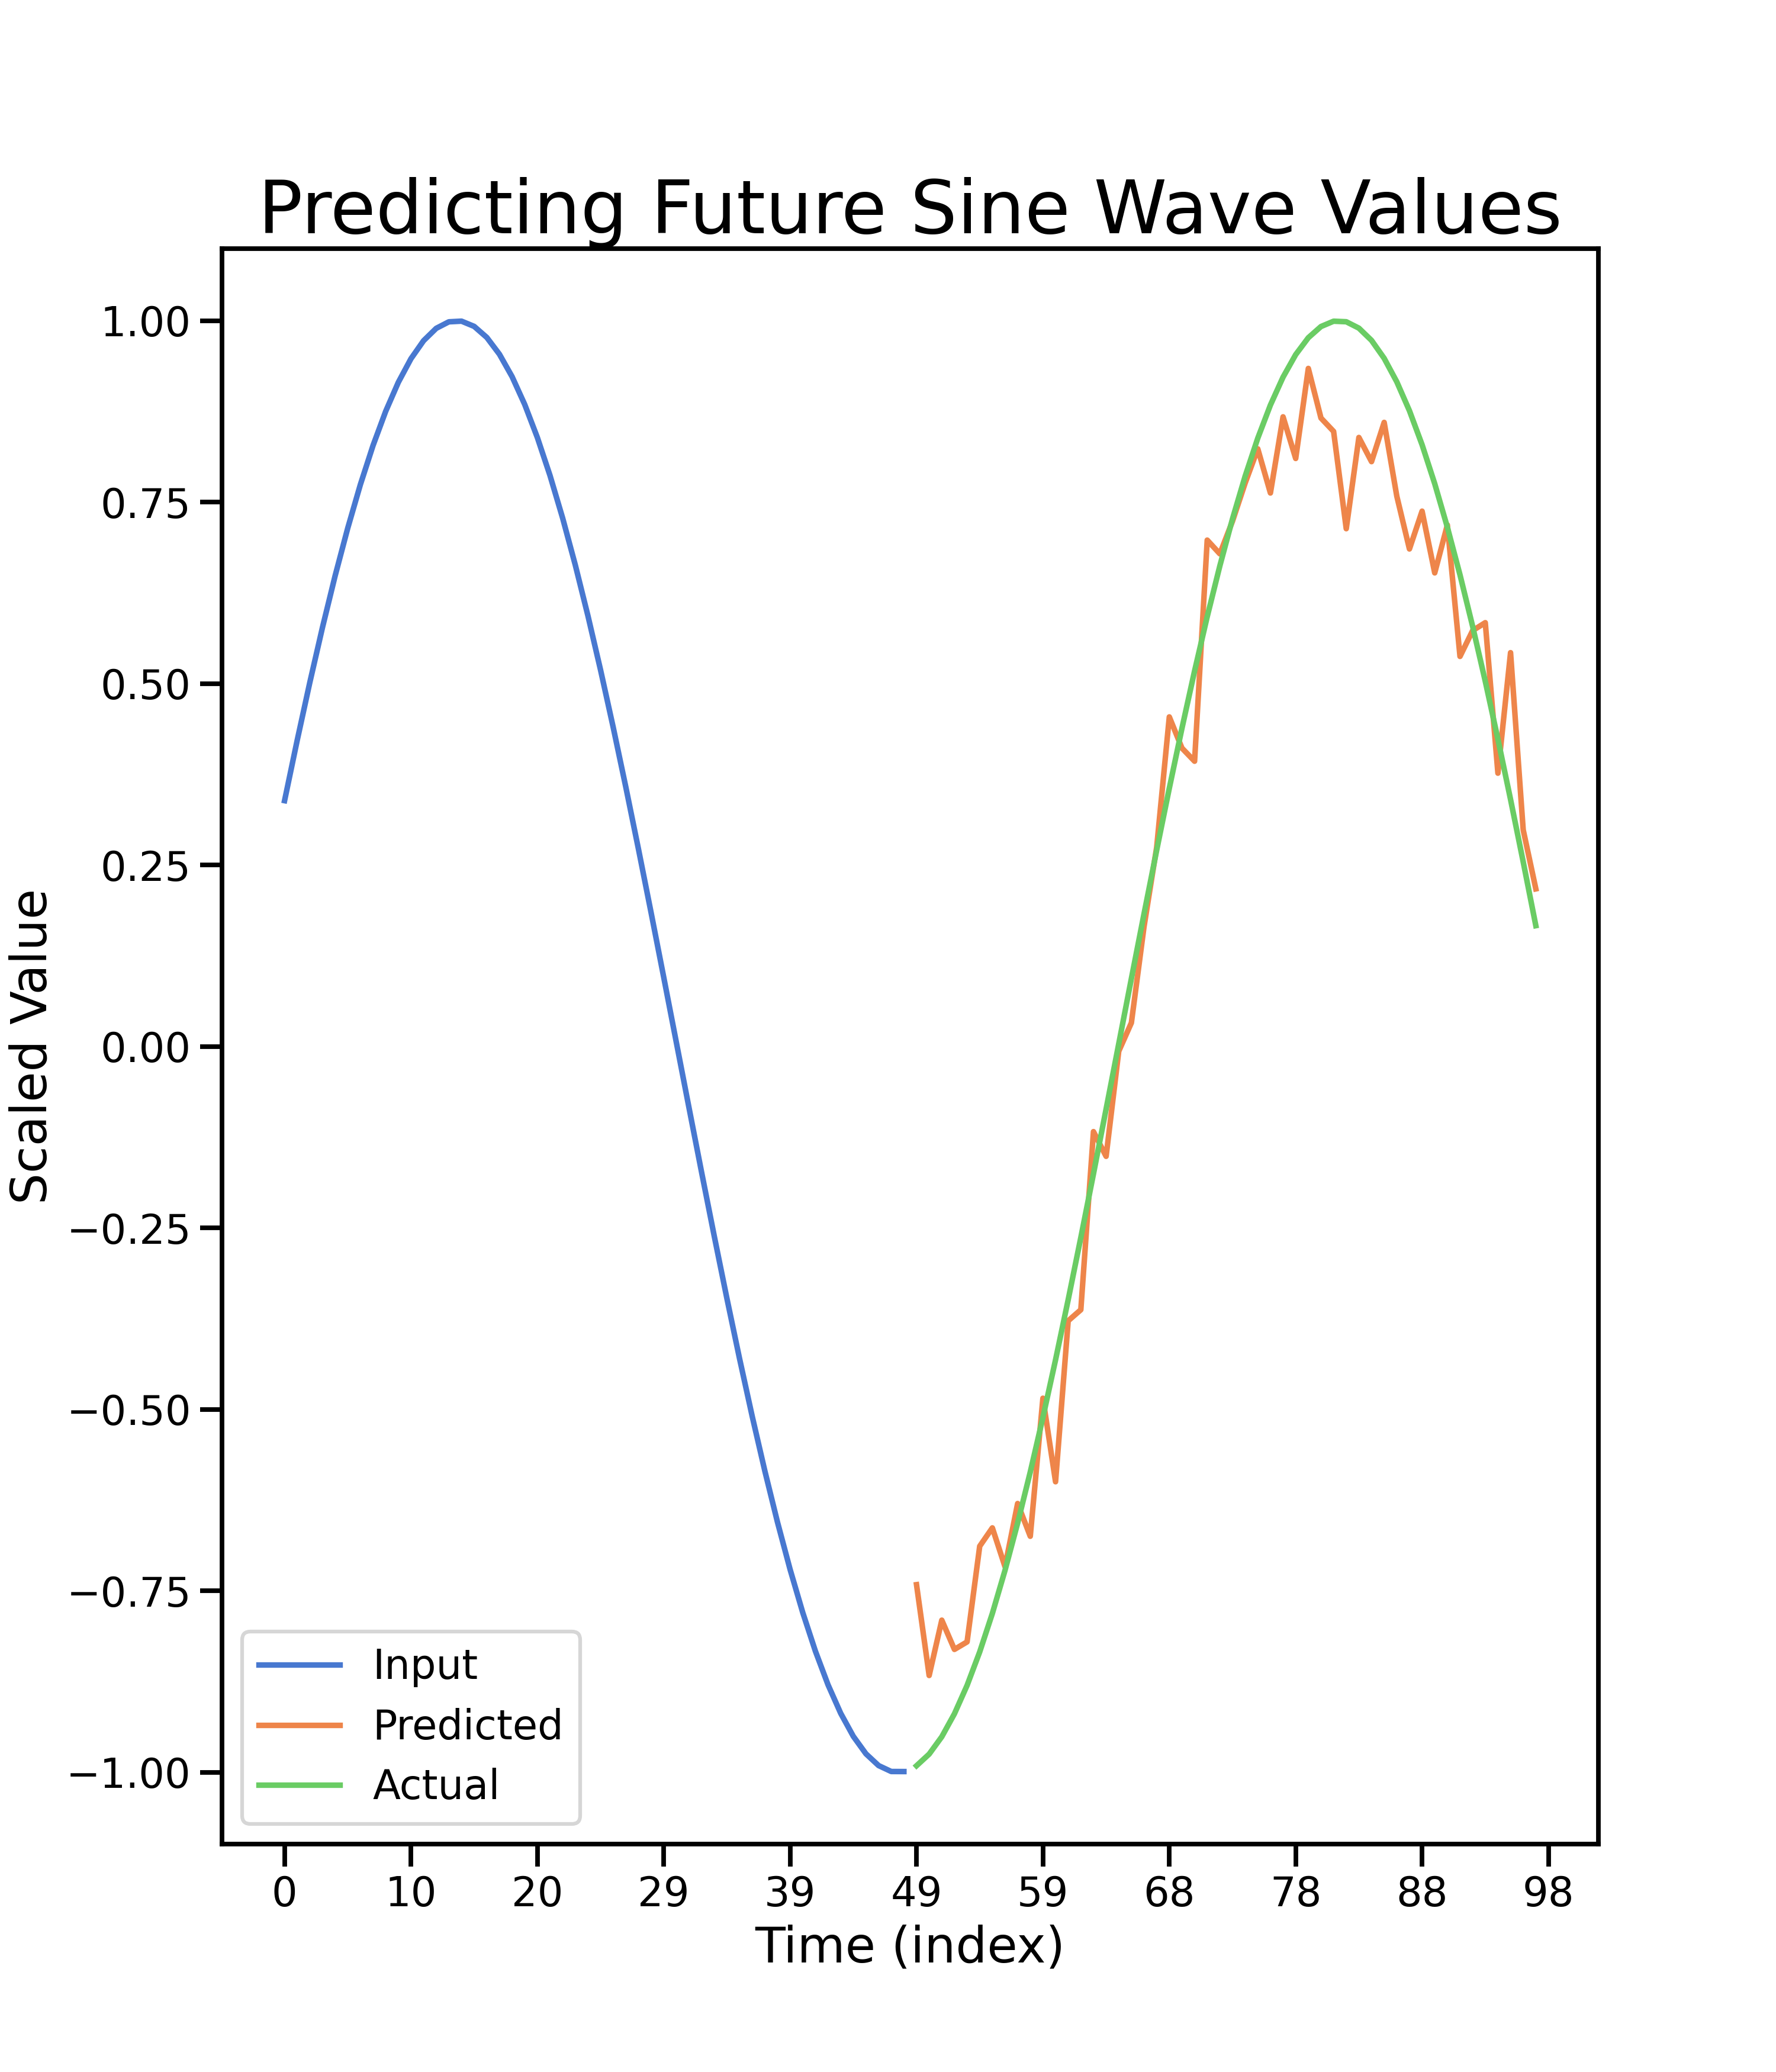 Predicting Future Sine Wave Values
1.00
0.75
0.50
0.25
0.00
−0.25
−0.50
−0.75
−1.00
Scaled Value
Input
Predicted
Actual
0 10 20 29 39 49 59 68 78 88 98
Time (index)